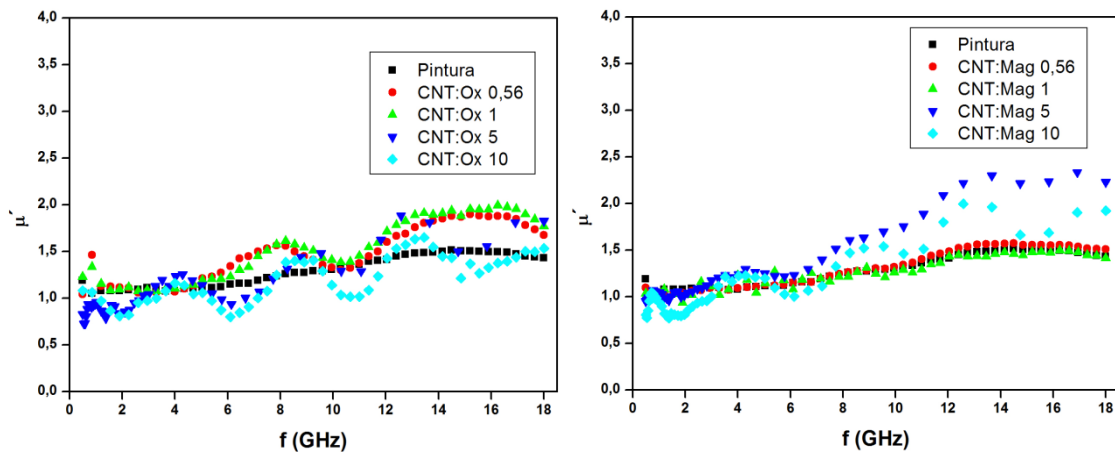 4,0
3,5
3,0
2,5
2,0
1,5
1,0
0,5
0,0
μ´
Pintura
CNT:Ox 0,56
CNT:Ox 1
CNT:Ox 5
CNT:Ox 10
0 2 4 6 8 10 12 14 16 18
f (GHz)
4,0
3,5
3,0
2,5
2,0
1,5
1,0
0,5
0,0
μ´
Pintura
CNT:Mag 0,56
CNT:Mag 1
CNT:Mag 5
CNT:Mag 10
0 2 4 6 8 10 12 14 16 18
f (GHz)